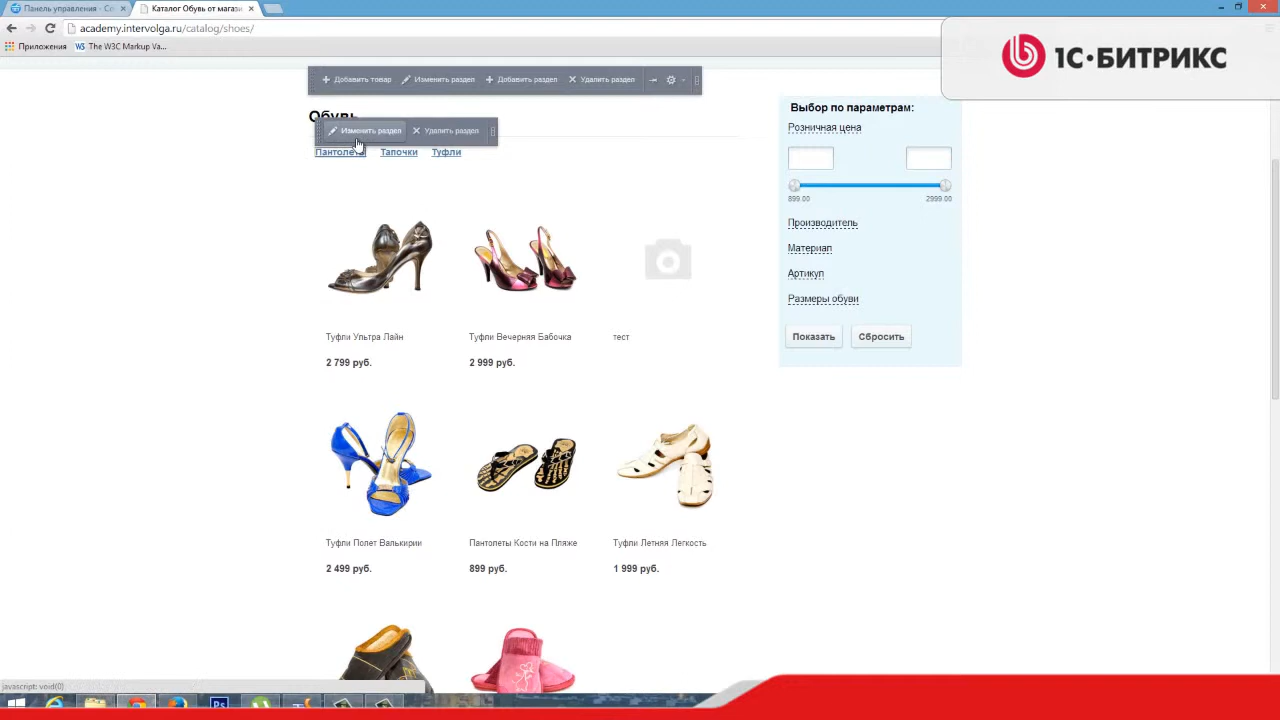 Панель управления - Со
Каталог Обувь от магази
academy.intervolga.ru/catalog/shoes/
Приложения
W3 The W3C Markup Va...
1С·БИТРИКС
Добавить товар
Изменить раздел
Добавить раздел
Удалить раздел
Обувь
Изменить раздел
Удалить раздел
Пантолеты
Тапочки
Туфли
Туфли Ультра Лайн
2 799 руб.
Туфли Вечерняя Бабочка
2 999 руб.
тест
Туфли Полет Валькирии
2 499 руб.
Пантолеты Кости на Пляже
899 руб.
Туфли Летняя Легкость
1 999 руб.
Выбор по параметрам:
Розничная цена
899.00
2999.00
Производитель
Материал
Артикул
Размеры обуви
Показать
Сбросить
javascript: void(0)
Ps